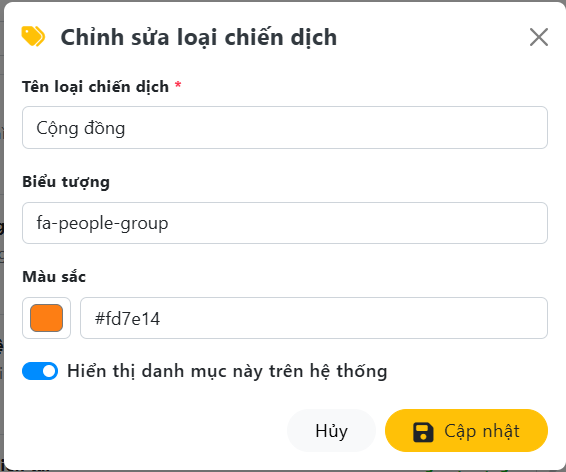 Chỉnh sửa loại chiến dịch
Tên loại chiến dịch *
Cộng đồng
Biểu tượng
fa-people-group
Màu sắc
#fd7e14
Hiển thị danh mục này trên hệ thống
Hủy
Cập nhật